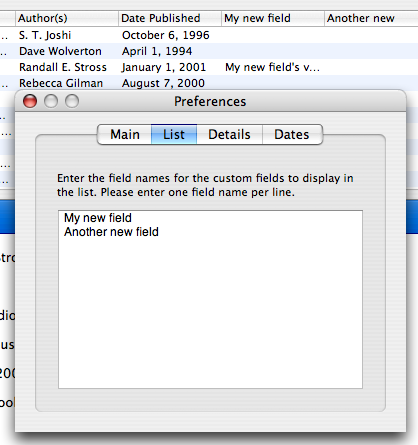 Author(s) Date Published My new field Another new
S. T. Joshi October 6, 1996
Dave Wolverton April 1, 1994
Randall E. Stross January 1, 2001 My new field's v...
Rebecca Gilman August 7, 2000
Preferences
Main List Details Dates
Enter the field names for the custom fields to display in
the list. Please enter one field name per line.
My new field
Another new field